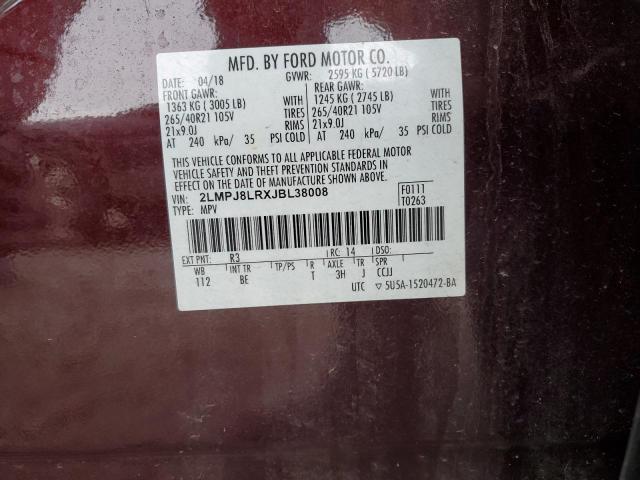 MFD. BY FORD MOTOR CO.
DATE: 04/18 GVWR: 2595 KG ( 5720 LB)
FRONT GAWR: REAR GAWR:
1363 KG ( 3005 LB) WITH 1245 KG ( 2745 LB) WITH
265/40R21 105V TIRES 265/40R21 105V TIRES
21x9.0J RIMS 21x9.0J RIMS
AT 240 kPa/ 35 PSI COLD AT 240 kPa/ 35 PSI COLD
THIS VEHICLE CONFORMS TO ALL APPLICABLE FEDERAL MOTOR
VEHICLE SAFETY AND THEFT PREVENTION STANDARDS IN
EFFECT ON THE DATE OF MANUFACTURE SHOWN ABOVE.
VIN: 2LMPJ8LRXJBL38008 F0111
TYPE: MPV T0263
EXT PNT: R3 RC: 14 DSO:
WB INT TR TP/PS R AXLE TR SPR
112 BE T 3H J CCJJ
UTC ▽ 5U5A-1520472-BA